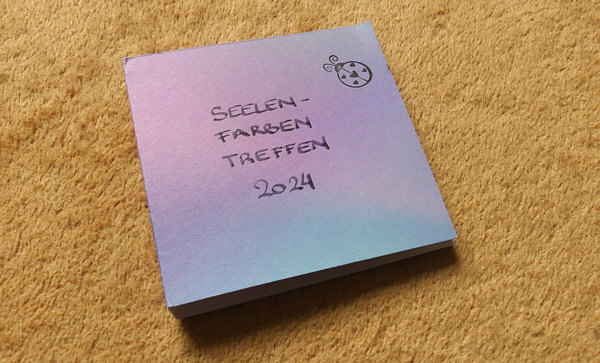 SEELEN-
FARBEN
TREFFEN
2024